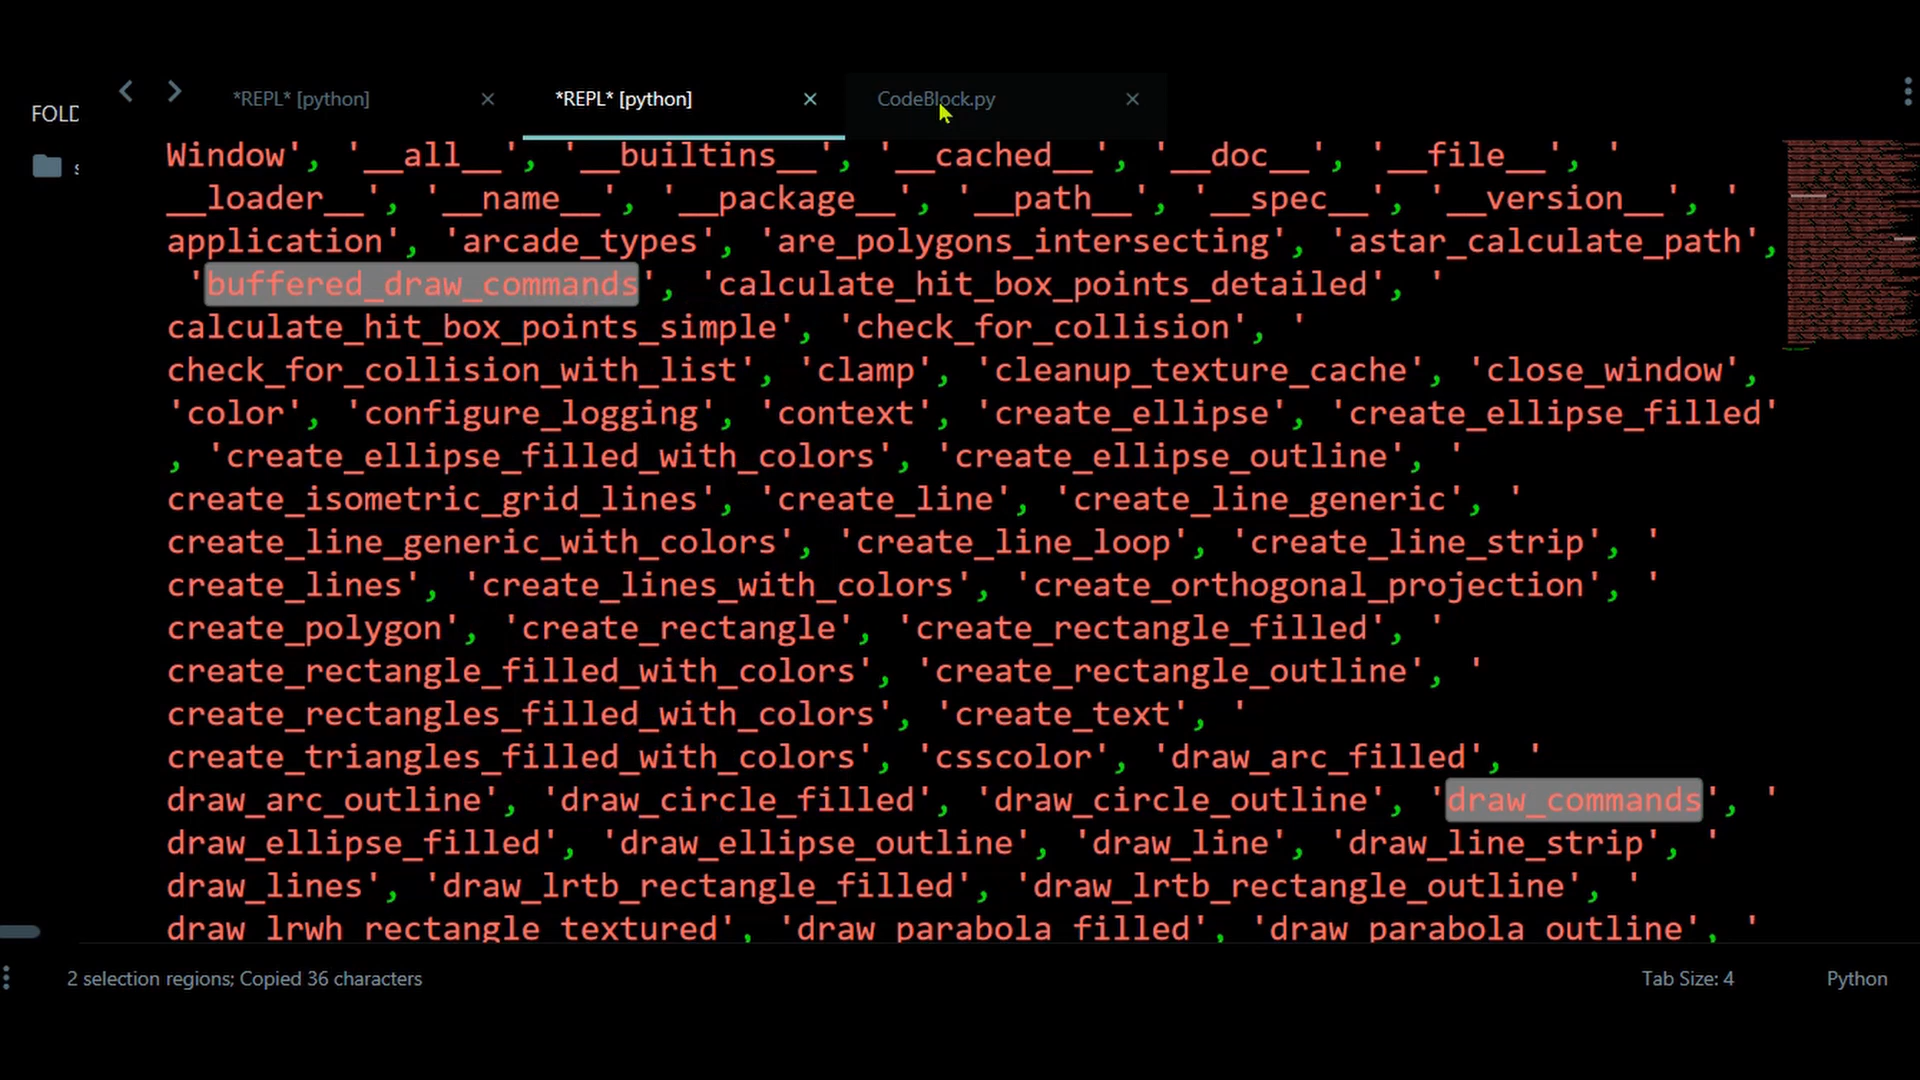 *REPL* [python]
*REPL* [python]
CodeBlock.py
FOLD
s
Window', '__all__', '__builtins__', '__cached__', '__doc__', '__file__', '
__loader__', '__name__', '__package__', '__path__', '__spec__', '__version__', '
application', 'arcade_types', 'are_polygons_intersecting', 'astar_calculate_path',
'buffered_draw_commands', 'calculate_hit_box_points_detailed', '
calculate_hit_box_points_simple', 'check_for_collision', '
check_for_collision_with_list', 'clamp', 'cleanup_texture_cache', 'close_window',
'color', 'configure_logging', 'context', 'create_ellipse', 'create_ellipse_filled'
, 'create_ellipse_filled_with_colors', 'create_ellipse_outline', '
create_isometric_grid_lines', 'create_line', 'create_line_generic', '
create_line_generic_with_colors', 'create_line_loop', 'create_line_strip', '
create_lines', 'create_lines_with_colors', 'create_orthogonal_projection', '
create_polygon', 'create_rectangle', 'create_rectangle_filled', '
create_rectangle_filled_with_colors', 'create_rectangle_outline', '
create_rectangles_filled_with_colors', 'create_text', '
create_triangles_filled_with_colors', 'csscolor', 'draw_arc_filled', '
draw_arc_outline', 'draw_circle_filled', 'draw_circle_outline', 'draw_commands', '
draw_ellipse_filled', 'draw_ellipse_outline', 'draw_line', 'draw_line_strip', '
draw_lines', 'draw_lrtb_rectangle_filled', 'draw_lrtb_rectangle_outline', '
draw_lrwh_rectangle_textured', 'draw_parabola_filled', 'draw_parabola_outline', '
2 selection regions; Copied 36 characters
Tab Size: 4
Python